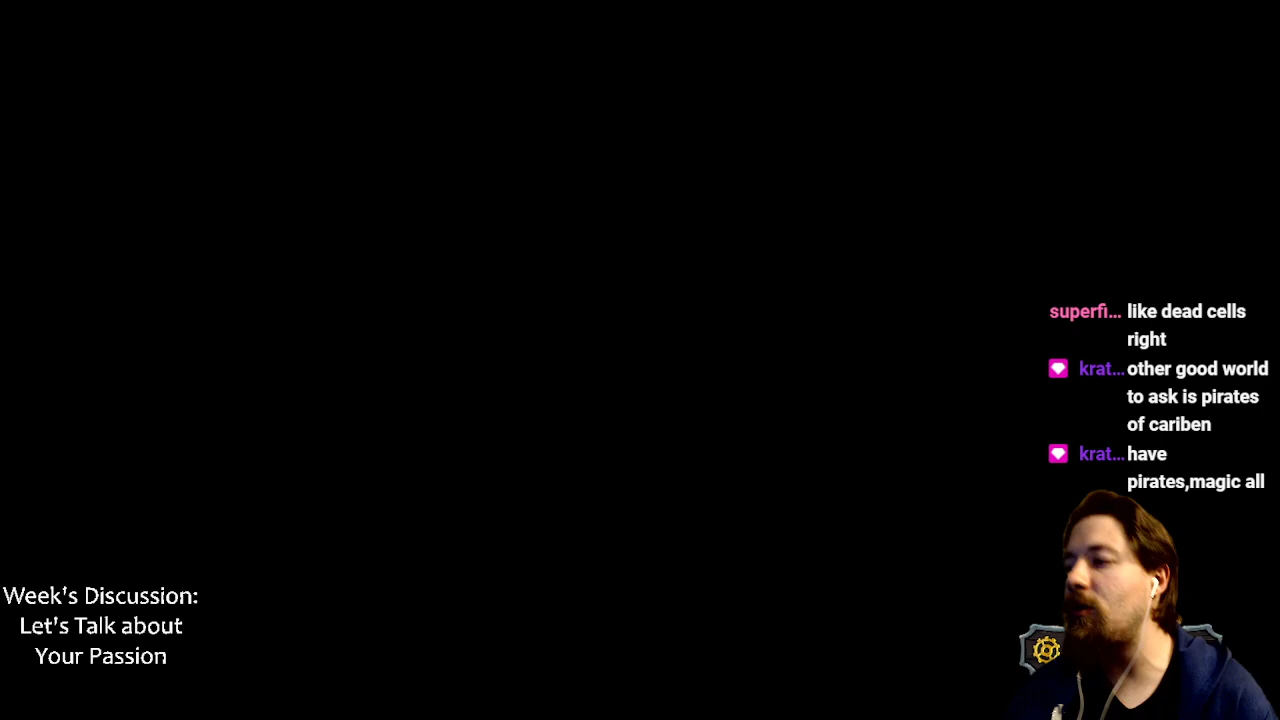 superfi... like dead cells
right
krat... other good world
to ask is pirates
of cariben
krat... have
pirates,magic all
Week's Discussion:
Let's Talk about
Your Passion